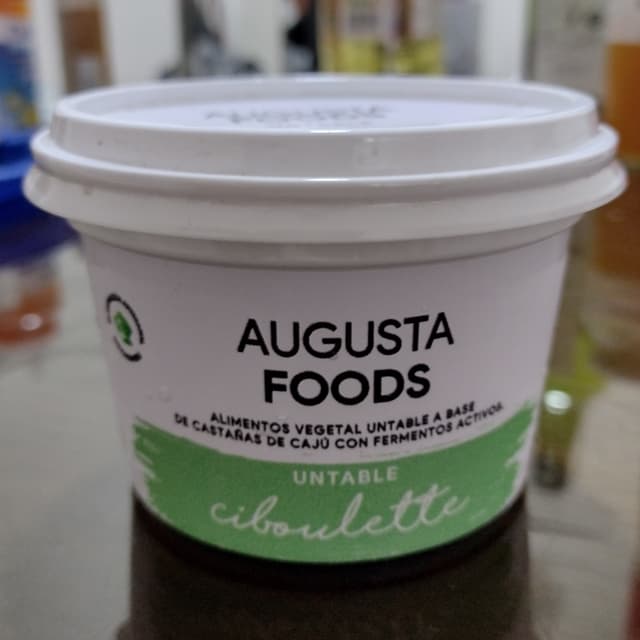 AUGUSTA
FOODS
ALIMENTOS VEGETAL UNTABLE A BASE
DE CASTAÑAS DE CAJÚ CON FERMENTOS ACTIVOS.
UNTABLE
ciboulette